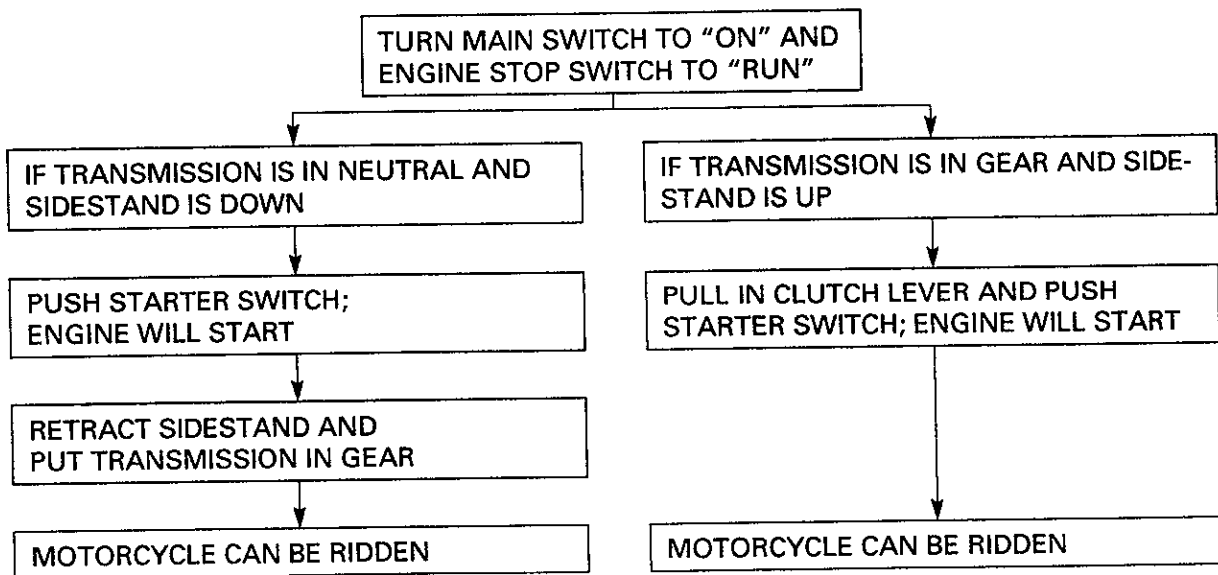 TURN MAIN SWITCH TO “ON” AND
ENGINE STOP SWITCH TO “RUN”
IF TRANSMISSION IS IN NEUTRAL AND
SIDESTAND IS DOWN
PUSH STARTER SWITCH;
ENGINE WILL START
RETRACT SIDESTAND AND
PUT TRANSMISSION IN GEAR
MOTORCYCLE CAN BE RIDDEN
IF TRANSMISSION IS IN GEAR AND SIDE-
STAND IS UP
PULL IN CLUTCH LEVER AND PUSH
STARTER SWITCH; ENGINE WILL START
MOTORCYCLE CAN BE RIDDEN